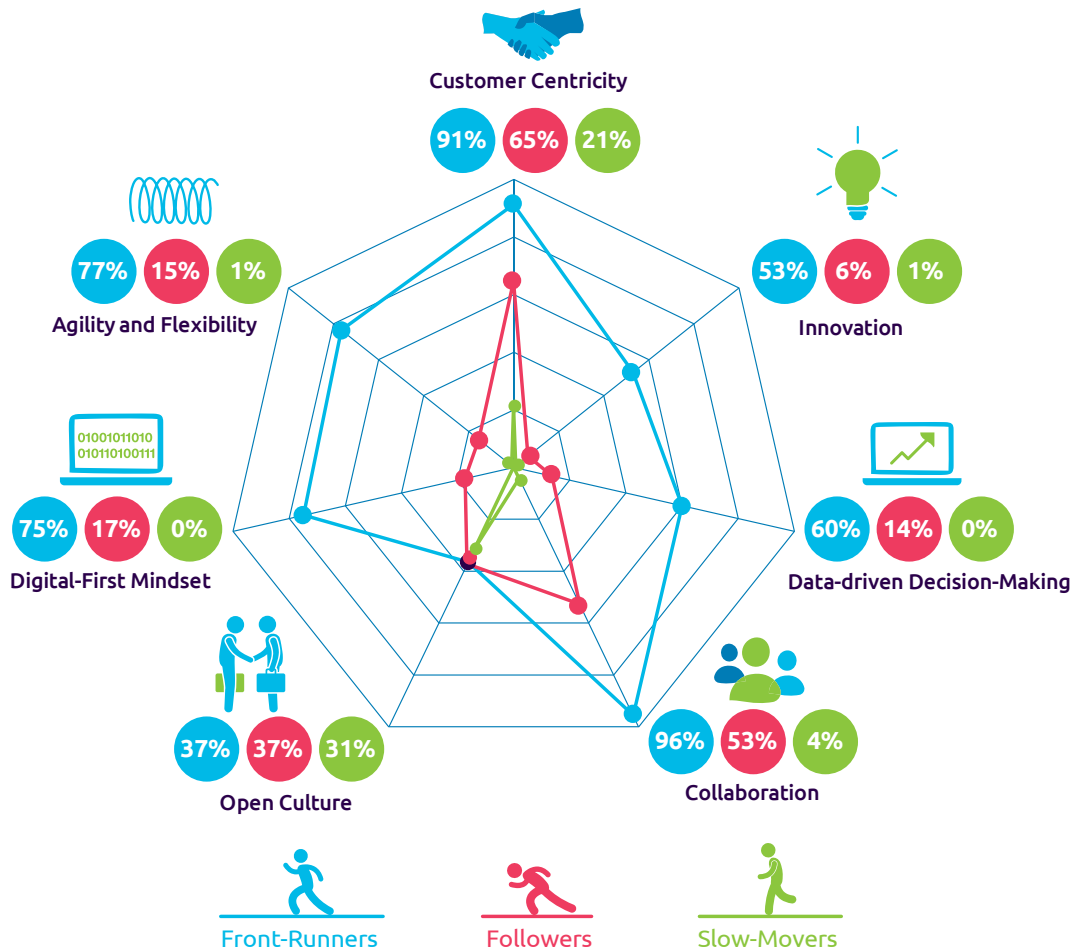 Customer Centricity
91% 65% 21%
77% 15% 1%
Agility and Flexibility
53% 6% 1%
Innovation
01001011010
010110100111
75% 17% 0%
Digital-First Mindset
60% 14% 0%
Data-driven Decision-Making
37% 37% 31%
Open Culture
96% 53% 4%
Collaboration
Front-Runners
Followers
Slow-Movers